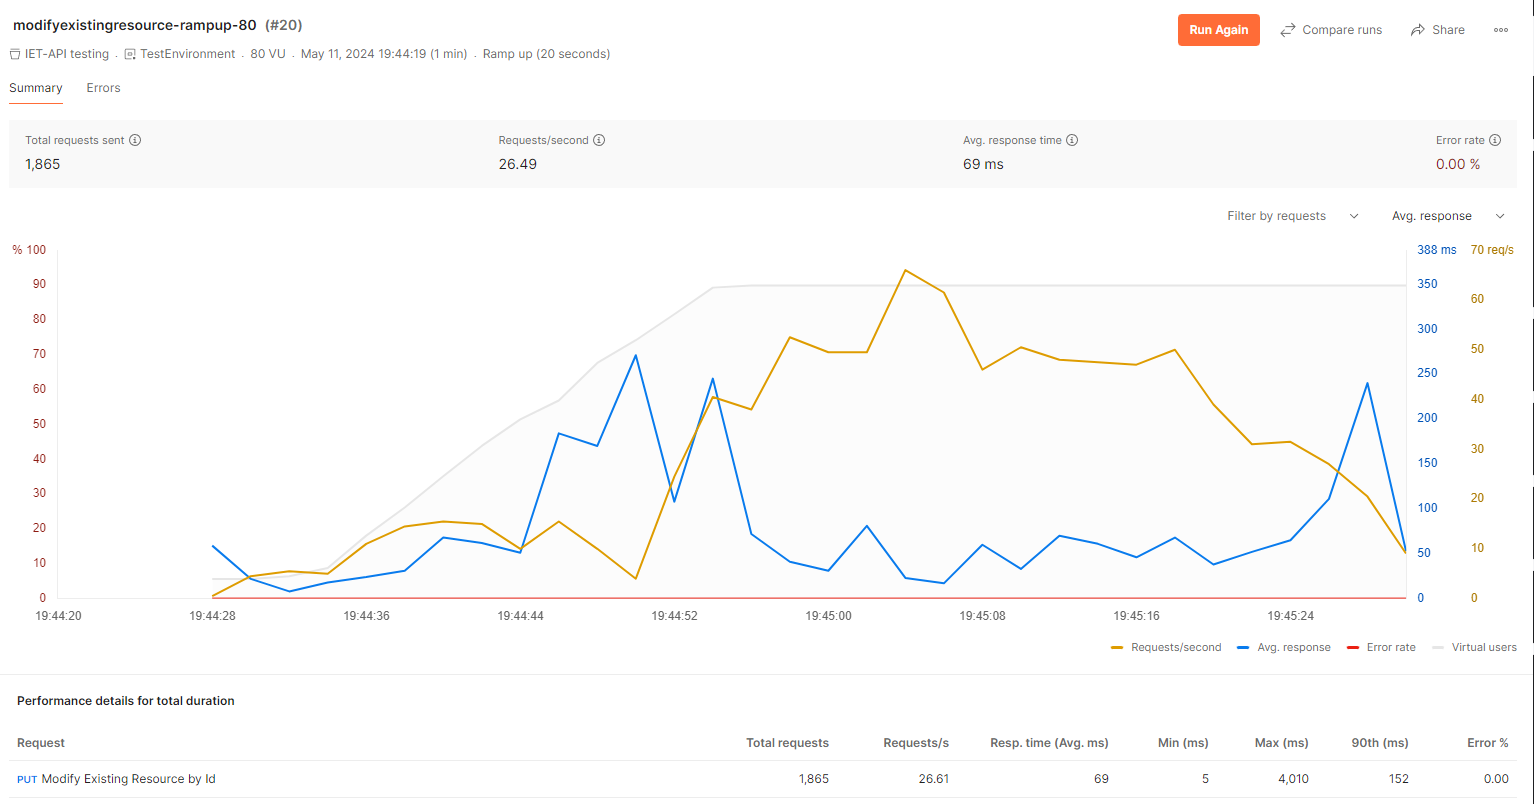 modifyexistingresource-rampup-80 (#20)
Run Again
Compare runs
Share
IET-API testing . TestEnvironment . 80 VU . May 11, 2024 19:44:19 (1 min) . Ramp up (20 seconds)
Summary
Errors
Total requests sent
Requests/second
Avg. response time
Error rate
1,865
26.49
69 ms
0.00 %
Filter by requests
Avg. response
% 100
90
80
70
60
50
40
30
20
10
0
388 ms
350
300
250
200
150
100
50
0
70 req/s
60
50
40
30
20
10
0
19:44:20
19:44:28
19:44:36
19:44:44
19:44:52
19:45:00
19:45:08
19:45:16
19:45:24
Requests/second
Avg. response
Error rate
Virtual users
Performance details for total duration
Request Total requests Requests/s Resp. time (Avg. ms) Min (ms) Max (ms) 90th (ms) Error %
PUT Modify Existing Resource by Id 1,865 26.61 69 5 4,010 152 0.00